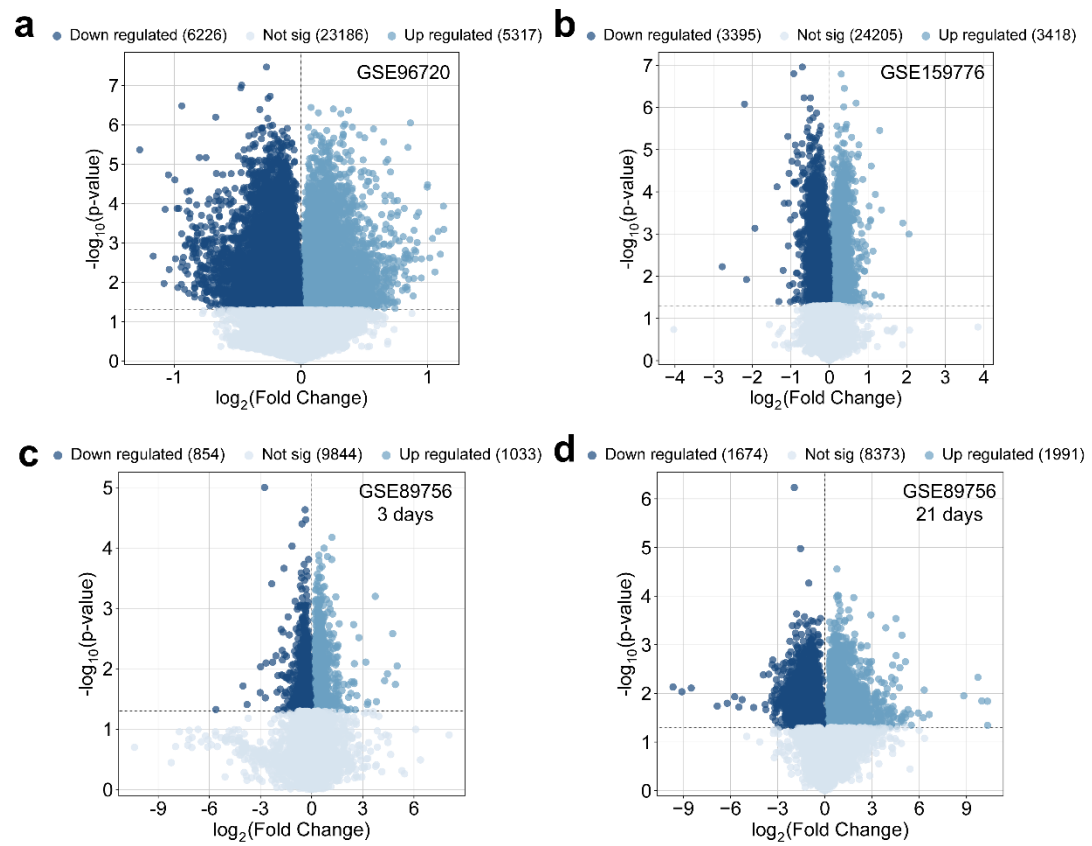 a
Down regulated (6226) Not sig (23186) Up regulated (5317)
GSE96720
7
6
5
4
3
2
1
0
-log10(p-value)
-1 0 1
log2(Fold Change)
b
Down regulated (3395) Not sig (24205) Up regulated (3418)
GSE159776
7
6
5
4
3
2
1
0
-log10(p-value)
−4 −3 −2 −1 0 1 2 3 4
log2(Fold Change)
c
Down regulated (854) Not sig (9844) Up regulated (1033)
GSE89756
3 days
5
4
3
2
1
0
-log10(p-value)
-9 -6 -3 0 3 6
log2(Fold Change)
d
Down regulated (1674) Not sig (8373) Up regulated (1991)
GSE89756
21 days
6
5
4
3
2
1
0
-log10(p-value)
−9 −6 −3 0 3 6 9
log2(Fold Change)